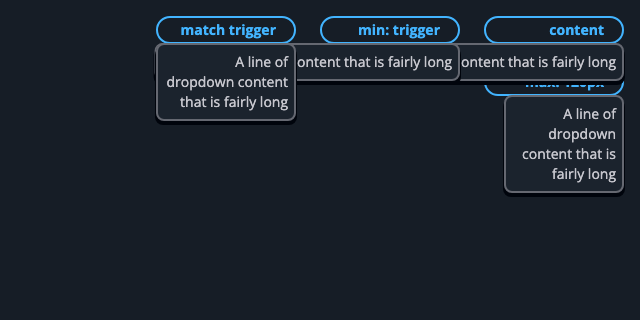 match trigger
min: trigger
content
A line of
dropdown content
that is fairly long
ontent that is fairly long
ontent that is fairly long
A line of
dropdown
content that is
fairly long